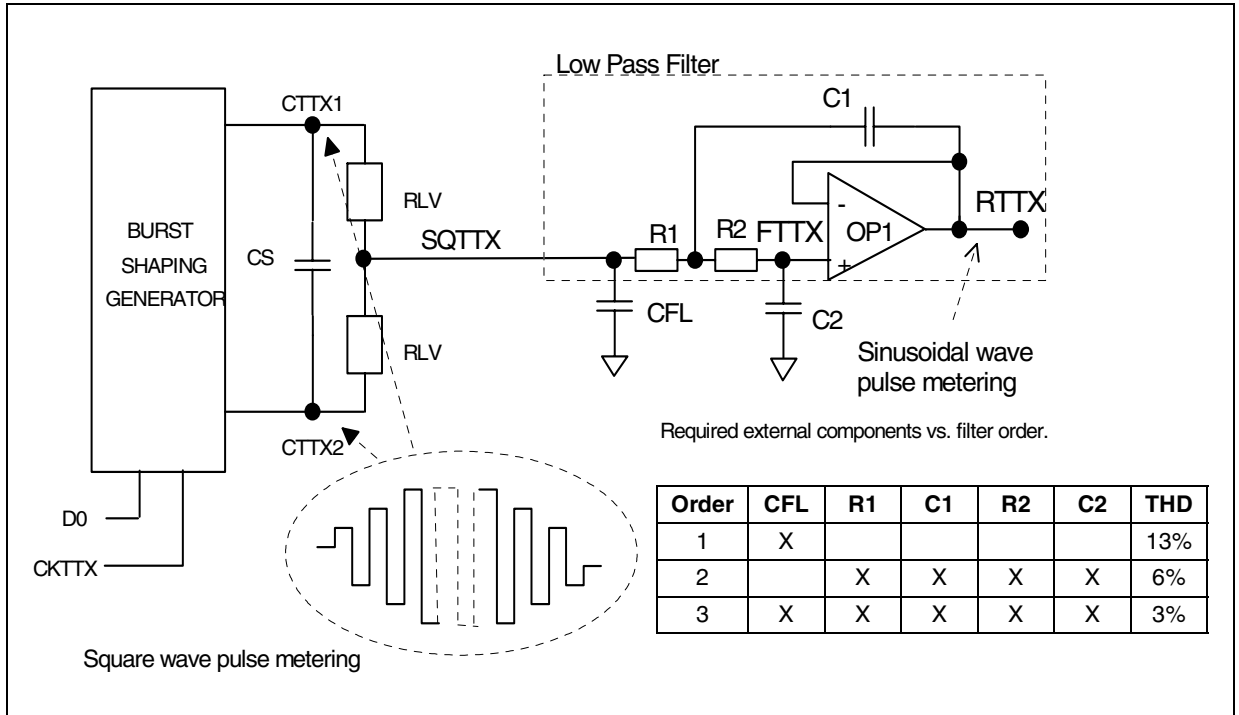 Low Pass Filter
CTTX1
C1
BURST
SHAPING
GENERATOR
CS
RLV
SQTTX
R1
R2
FTTX
-
+
OP1
RTTX
CFL
C2
RLV
CTTX2
Sinusoidal wave
pulse metering
D0
CKTTX
Square wave pulse metering
Required external components vs. filter order.
Order CFL R1 C1 R2 C2 THD
1 X 13%
2 X X X X 6%
3 X X X X X 3%